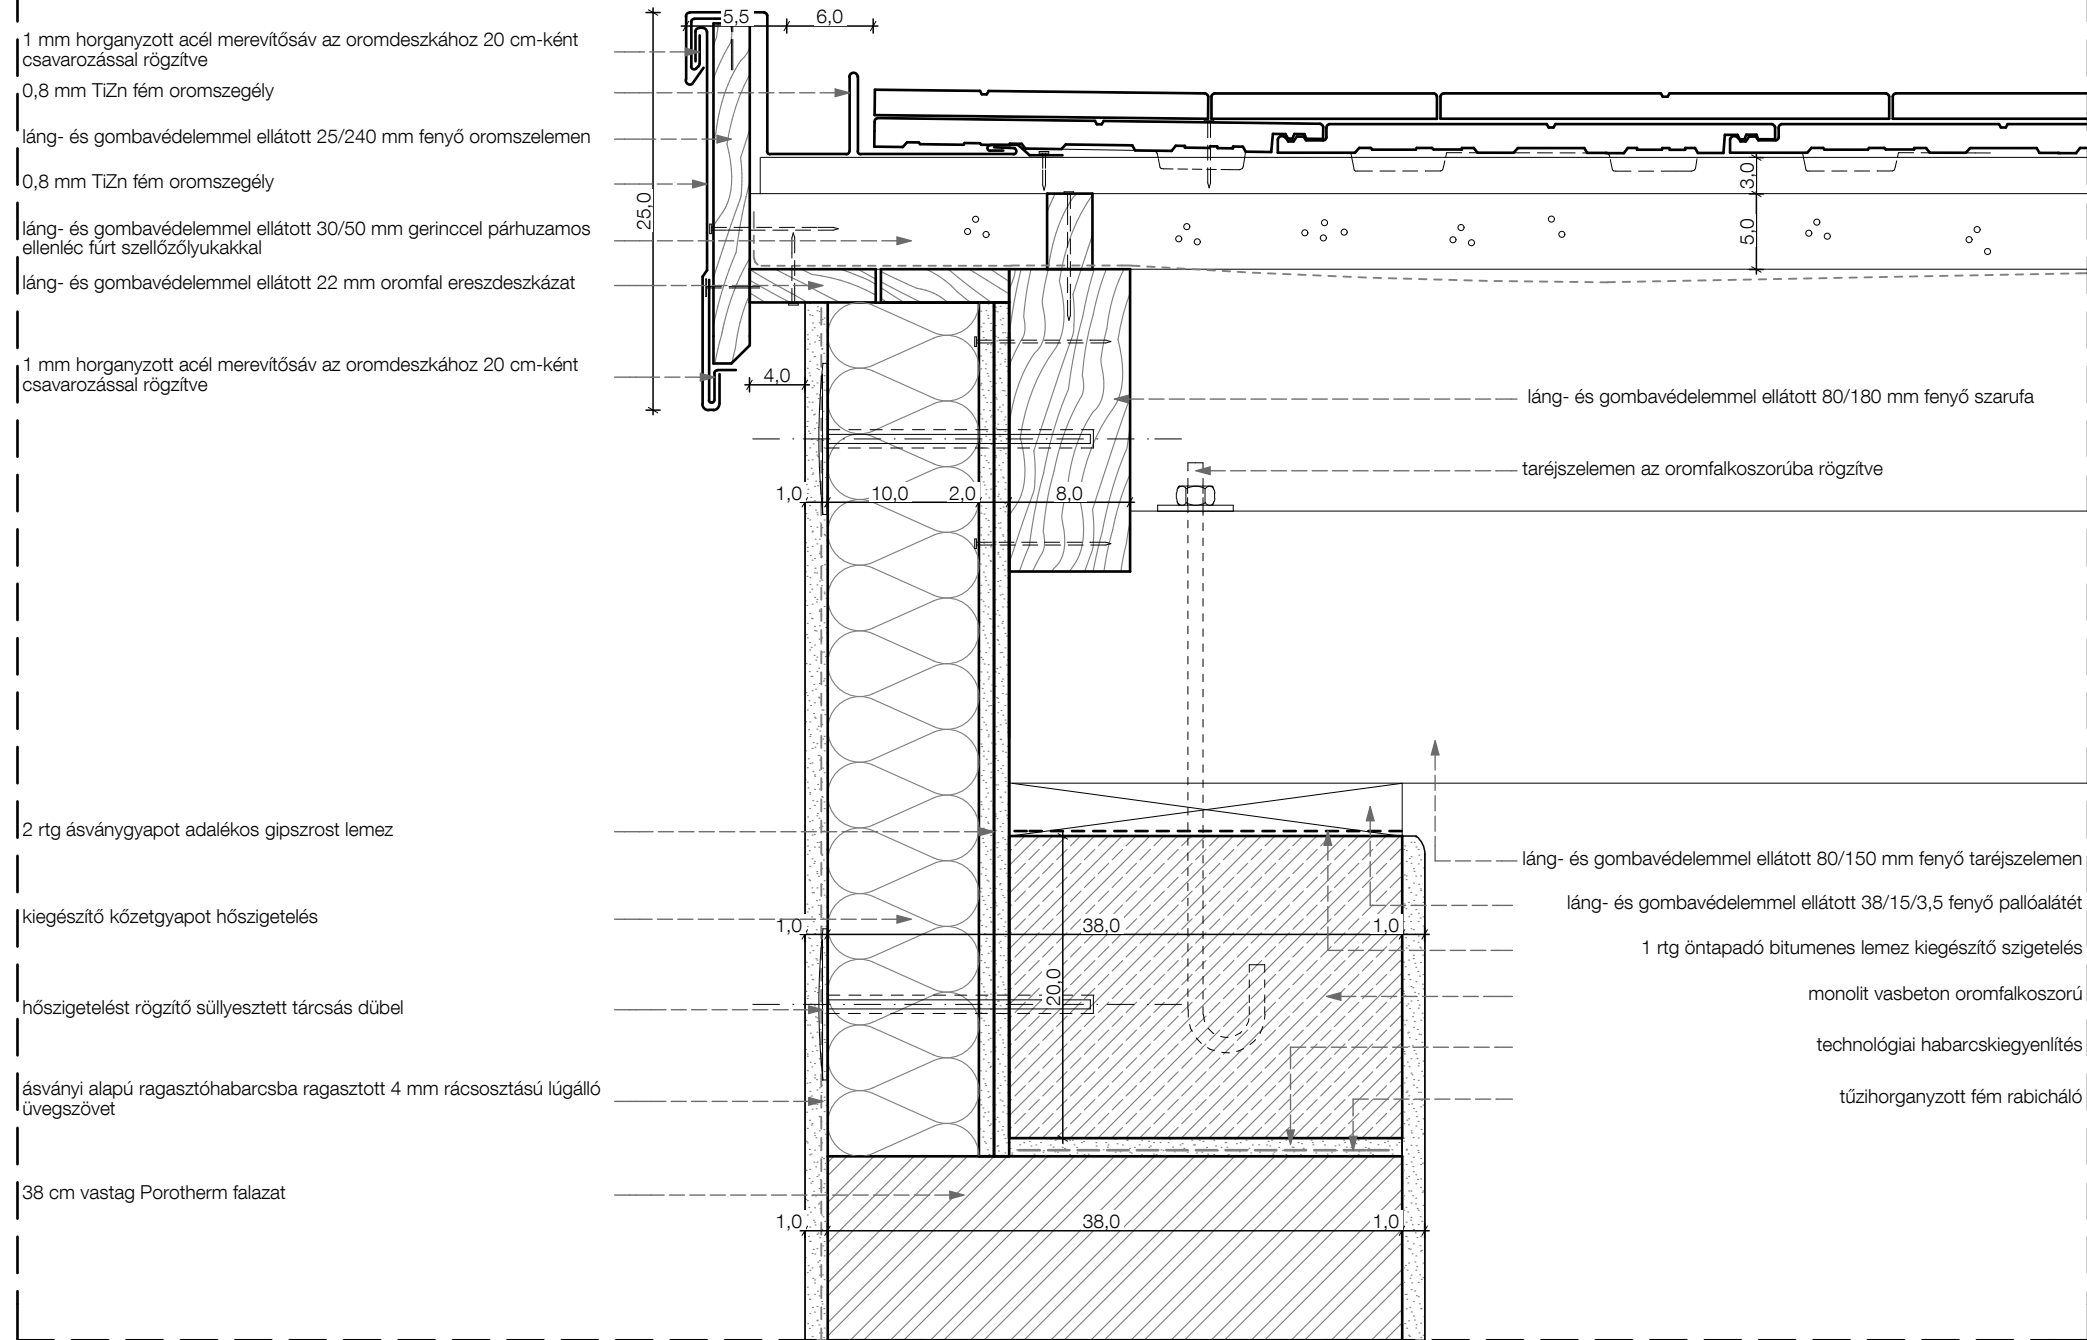 5,5
6,0
1 mm horganyzott acél merevítősáv az oromdeszkához 20 cm-ként
csavarozással rögzítve
0,8 mm TiZn fém oromszegély
láng- és gombavédelemmel ellátott 25/240 mm fenyő oromszelemen
0,8 mm TiZn fém oromszegély
25,0
3,0
láng- és gombavédelemmel ellátott 30/50 mm gerinccel párhuzamos
ellenléc fúrt szellőzőlyukakkal
5,0
láng- és gombavédelemmel ellátott 22 mm oromfal ereszdeszkázat
1 mm horganyzott acél merevítősáv az oromdeszkához 20 cm-ként
csavarozással rögzítve
4,0
láng- és gombavédelemmel ellátott 80/180 mm fenyő szarufa
taréjszelemen az oromfalkoszorúba rögzítve
1,0
10,0
2,0
8,0
2 rtg ásványgyapot adalékos gipszrost lemez
láng- és gombavédelemmel ellátott 80/150 mm fenyő taréjszelemen
láng- és gombavédelemmel ellátott 38/15/3,5 fenyő pallóalátét
kiegészítő kőzetgyapot hőszigetelés
1,0
38,0
1,0
1 rtg öntapadó bitumenes lemez kiegészítő szigetelés
20,0
monolit vasbeton oromfalkoszorú
hőszigetelést rögzítő süllyesztett tárcsás dübel
technológiai habarcskiegyenlítés
ásványi alapú ragasztóhabarcsba ragasztott 4 mm rácsosztású lúgálló
üvegszövet
tűzihorganyzott fém rabicháló
38 cm vastag Porotherm falazat
1,0
38,0
1,0